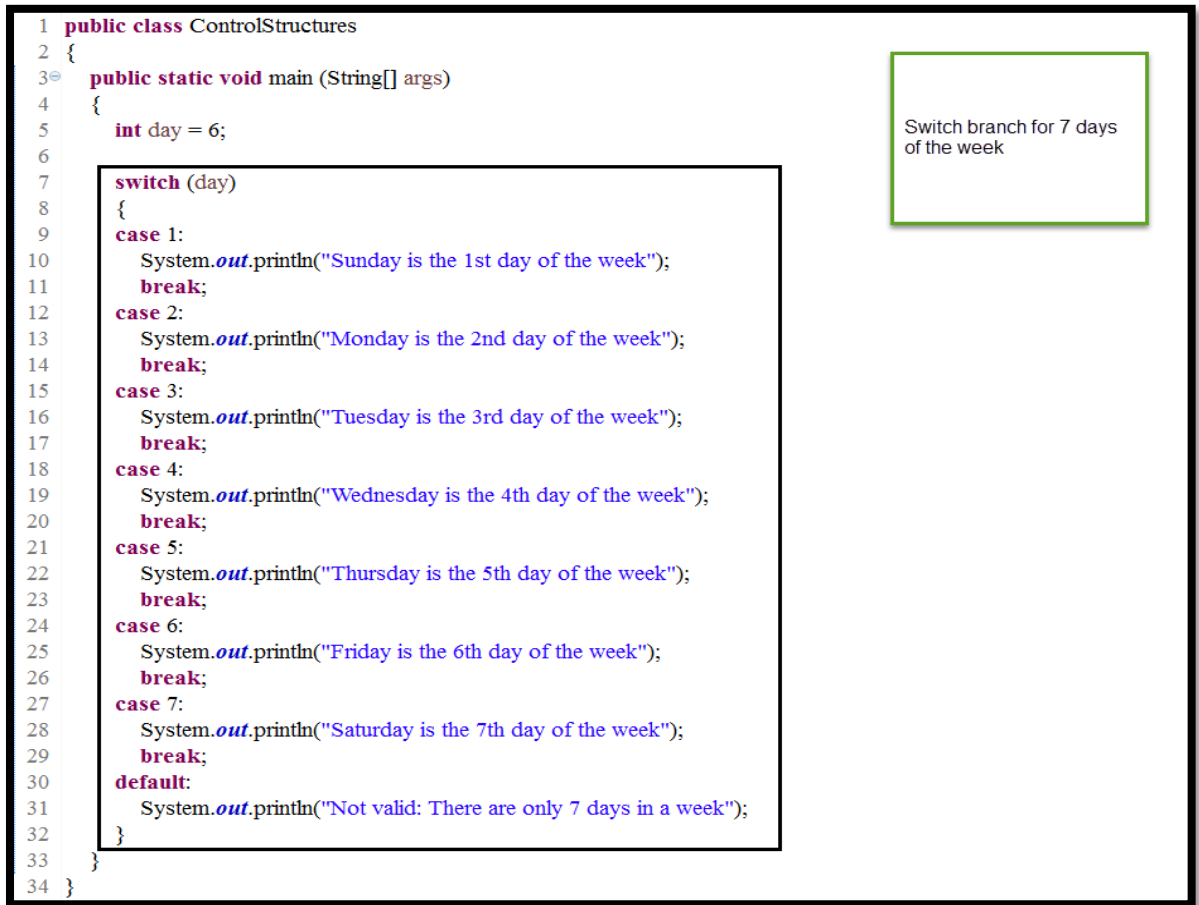 1 public class ControlStructures
2 {
3 public static void main (String[] args)
4 {
5 int day = 6;
6
7 switch (day)
8 {
9 case 1:
10 System.out.println("Sunday is the 1st day of the week");
11 break;
12 case 2:
13 System.out.println("Monday is the 2nd day of the week");
14 break;
15 case 3:
16 System.out.println("Tuesday is the 3rd day of the week");
17 break;
18 case 4:
19 System.out.println("Wednesday is the 4th day of the week");
20 break;
21 case 5:
22 System.out.println("Thursday is the 5th day of the week");
23 break;
24 case 6:
25 System.out.println("Friday is the 6th day of the week");
26 break;
27 case 7:
28 System.out.println("Saturday is the 7th day of the week");
29 break;
30 default:
31 System.out.println("Not valid: There are only 7 days in a week");
32 }
33 }
34 }
Switch branch for 7 days
of the week